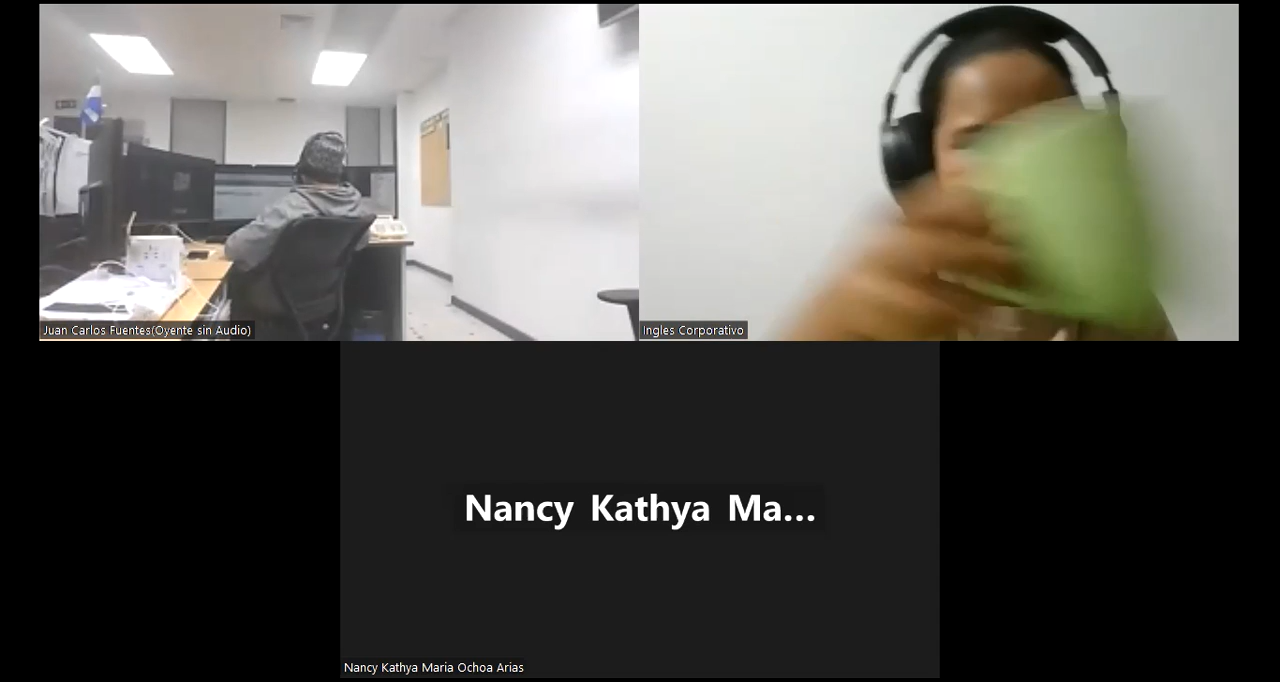 Juan Carlos Fuentes(Oyente sin Audio)
Ingles Corporativo
Nancy Kathya Ma...
Nancy Kathya Maria Ochoa Arias